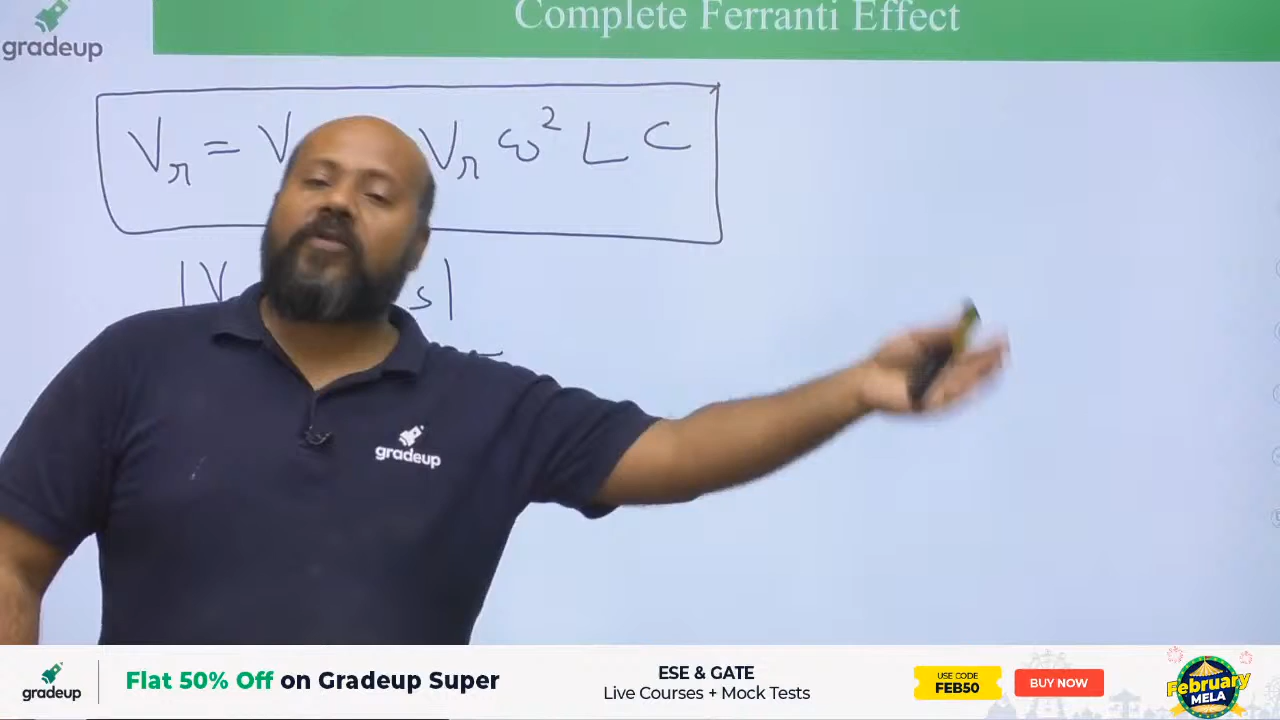 Complete Ferranti Effect
gradeup
Vr = V Vr ω² L C
|V s|
gradeup
gradeup
Flat 50% Off on Gradeup Super
ESE & GATE
Live Courses + Mock Tests
USE CODE
FEB50
BUY NOW
February
MELA